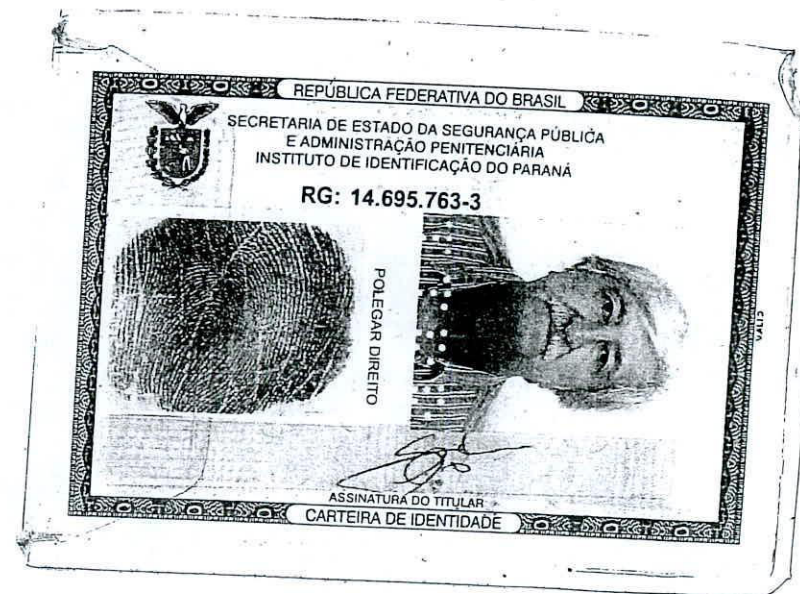 REPÚBLICA FEDERATIVA DO BRASIL
SECRETARIA DE ESTADO DA SEGURANÇA PÚBLICA
E ADMINISTRAÇÃO PENITENCIÁRIA
INSTITUTO DE IDENTIFICAÇÃO DO PARANÁ
RG: 14.695.763-3
POLEGAR DIREITO
ASSINATURA DO TITULAR
CARTEIRA DE IDENTIDADE